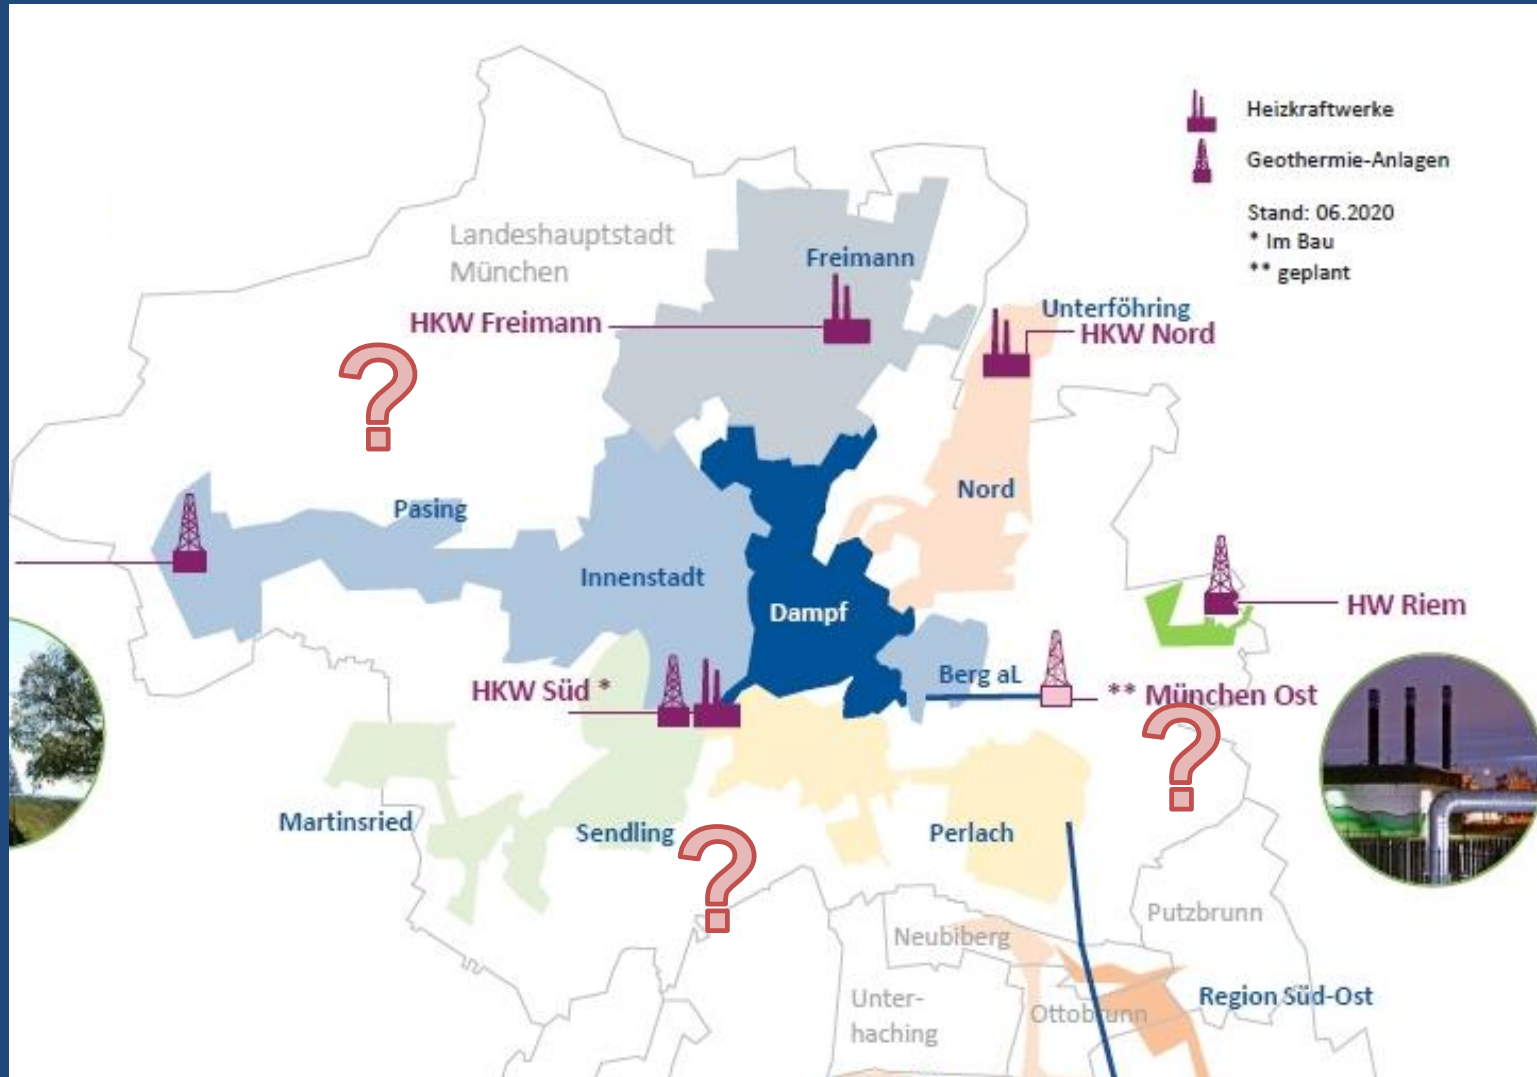 Heizkraftwerke
Geothermie-Anlagen
Stand: 06.2020
* Im Bau
** geplant
Landeshauptstadt
München
Freimann
HKW Freimann
Unterföhring
HKW Nord
?
Pasing
Nord
Innenstadt
Dampf
HW Riem
HKW Süd *
Berg aL
** München Ost
?
Martinsried
Sendling
?
Perlach
Putzbrunn
Neubiberg
Unter-
haching
Ottobrunn
Region Süd-Ost